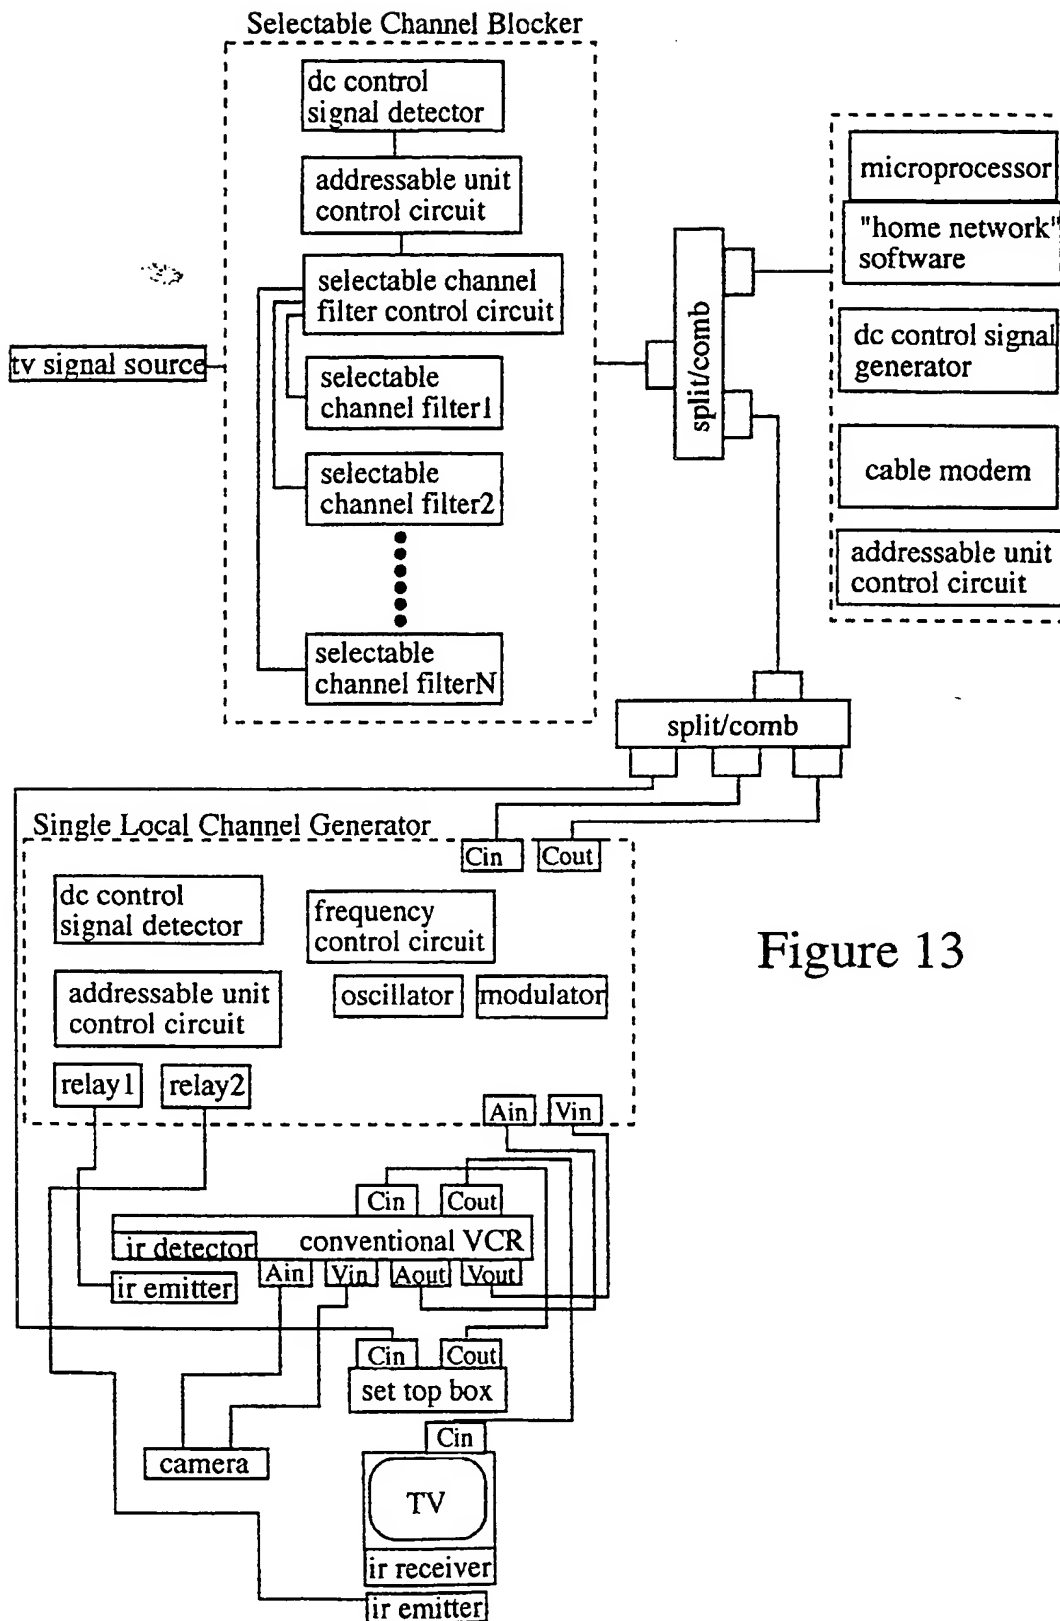 Selectable Channel Blocker
dc control
signal detector
addressable unit
control circuit
selectable channel
filter control circuit
tv signal source
selectable
channel filter1
selectable
channel filter2
selectable
channel filterN
split/comb
microprocessor
"home network"
software
dc control signal
generator
cable modem
addressable unit
control circuit
split/comb
Single Local Channel Generator
Cin
Cout
dc control
signal detector
frequency
control circuit
addressable unit
control circuit
oscillator
modulator
relay1
relay2
Ain
Vin
Figure 13
Cin
Cout
ir detector
conventional VCR
ir emitter
Ain
Vin
Aout
Vout
Cin
Cout
set top box
camera
Cin
TV
ir receiver
ir emitter